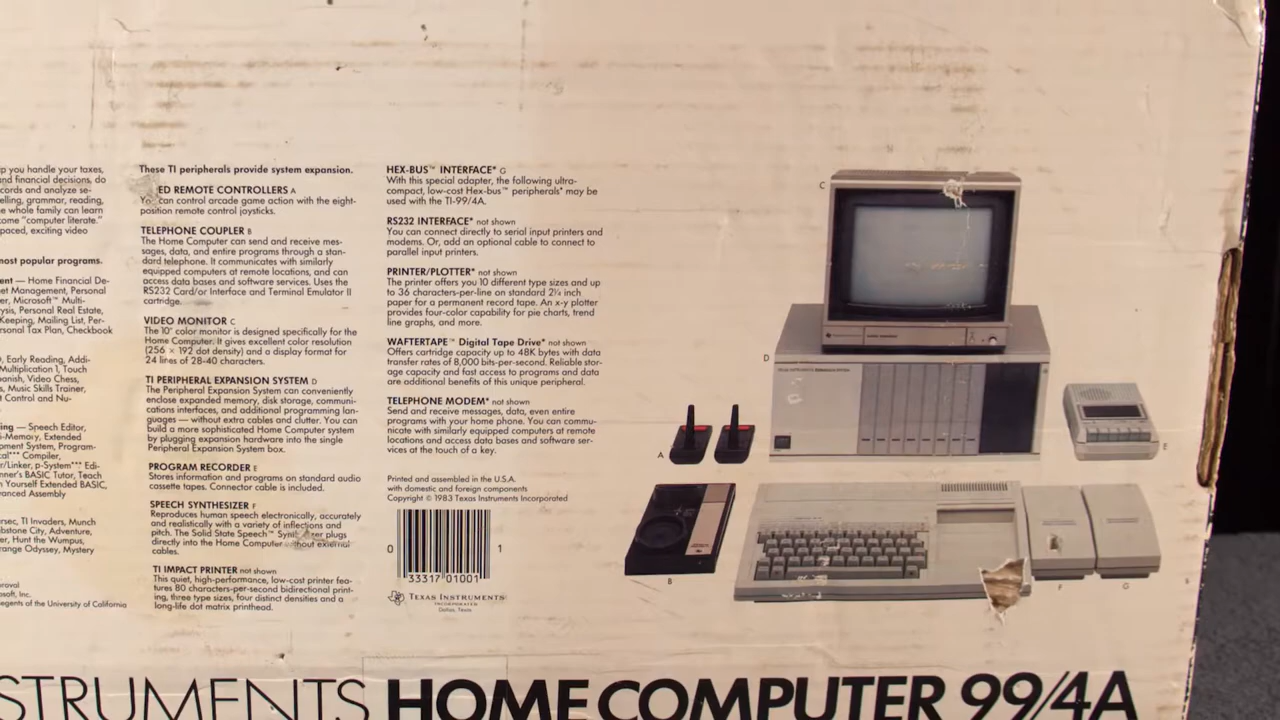 p you handle your taxes,
nd financial decisions, do
cords and analyze se-
elling, grammar, reading,
e whole family can learn
ome "computer literate."
paced, exciting video
most popular programs.
ent — Home Financial De-
et Management, Personal
er, Microsoft™ Multi-
ysis, Personal Real Estate,
Keeping, Mailing List, Per-
rsonal Tax Plan, Checkbook
, Early Reading, Addi-
Multiplication 1, Touch
anish, Video Chess,
s, Music Skills Trainer,
t Control and Nu-
ing — Speech Editor,
i-Memory, Extended
pment System, Program-
cal*** Compiler,
r/Linker, p-System*** Edi-
nner's BASIC Tutor, Teach
n Yourself Extended BASIC,
vanced Assembly
rsec, TI Invaders, Munch
mbstone City, Adventure,
er, Hunt the Wumpus,
range Odyssey, Mystery
proval
soft, Inc.
egents of the University of California
These TI peripherals provide system expansion.
ED REMOTE CONTROLLERS A
You can control arcade game action with the eight-
position remote control joysticks.
TELEPHONE COUPLER B
The Home Computer can send and receive mes-
sages, data, and entire programs through a stan-
dard telephone. It communicates with similarly
equipped computers at remote locations, and can
access data bases and software services. Uses the
RS232 Card/or Interface and Terminal Emulator II
cartridge.
VIDEO MONITOR C
The 10" color monitor is designed specifically for the
Home Computer. It gives excellent color resolution
(256 × 192 dot density) and a display format for
24 lines of 28-40 characters.
TI PERIPHERAL EXPANSION SYSTEM D
The Peripheral Expansion System can conveniently
enclose expanded memory, disk storage, communi-
cations interfaces, and additional programming lan-
guages — without extra cables and clutter. You can
build a more sophisticated Home Computer system
by plugging expansion hardware into the single
Peripheral Expansion System box.
PROGRAM RECORDER E
Stores information and programs on standard audio
cassette tapes. Connector cable is included.
SPEECH SYNTHESIZER F
Reproduces human speech electronically, accurately
and realistically with a variety of inflections and
pitch. The Solid State Speech™ Synthesizer plugs
directly into the Home Computer without external
cables.
TI IMPACT PRINTER not shown
This quiet, high-performance, low-cost printer fea-
tures 80 characters-per-second bidirectional print-
ing, three type sizes, four distinct densities and a
long-life dot matrix printhead.
HEX-BUS™ INTERFACE* G
With this special adapter, the following ultra-
compact, low-cost Hex-bus™ peripherals* may be
used with the TI-99/4A.
RS232 INTERFACE* not shown
You can connect directly to serial input printers and
modems. Or, add an optional cable to connect to
parallel input printers.
PRINTER/PLOTTER* not shown
The printer offers you 10 different type sizes and up
to 36 characters-per-line on standard 2¼ inch
paper for a permanent record tape. An x-y plotter
provides four-color capability for pie charts, trend
line graphs, and more.
WAFTERTAPE™ Digital Tape Drive* not shown
Offers cartridge capacity up to 48K bytes with data
transfer rates of 8,000 bits-per-second. Reliable stor-
age capacity and fast access to programs and data
are additional benefits of this unique peripheral.
TELEPHONE MODEM* not shown
Send and receive messages, data, even entire
programs with your home phone. You can commu-
nicate with similarly equipped computers at remote
locations and access data bases and software ser-
vices at the touch of a key.
Printed and assembled in the U.S.A.
with domestic and foreign components
Copyright © 1983 Texas Instruments Incorporated
0 1
33317 01001
TEXAS INSTRUMENTS
INCORPORATED
Dallas, Texas
C
D
A
E
B
F
G
STRUMENTS HOME COMPUTER 99/4A